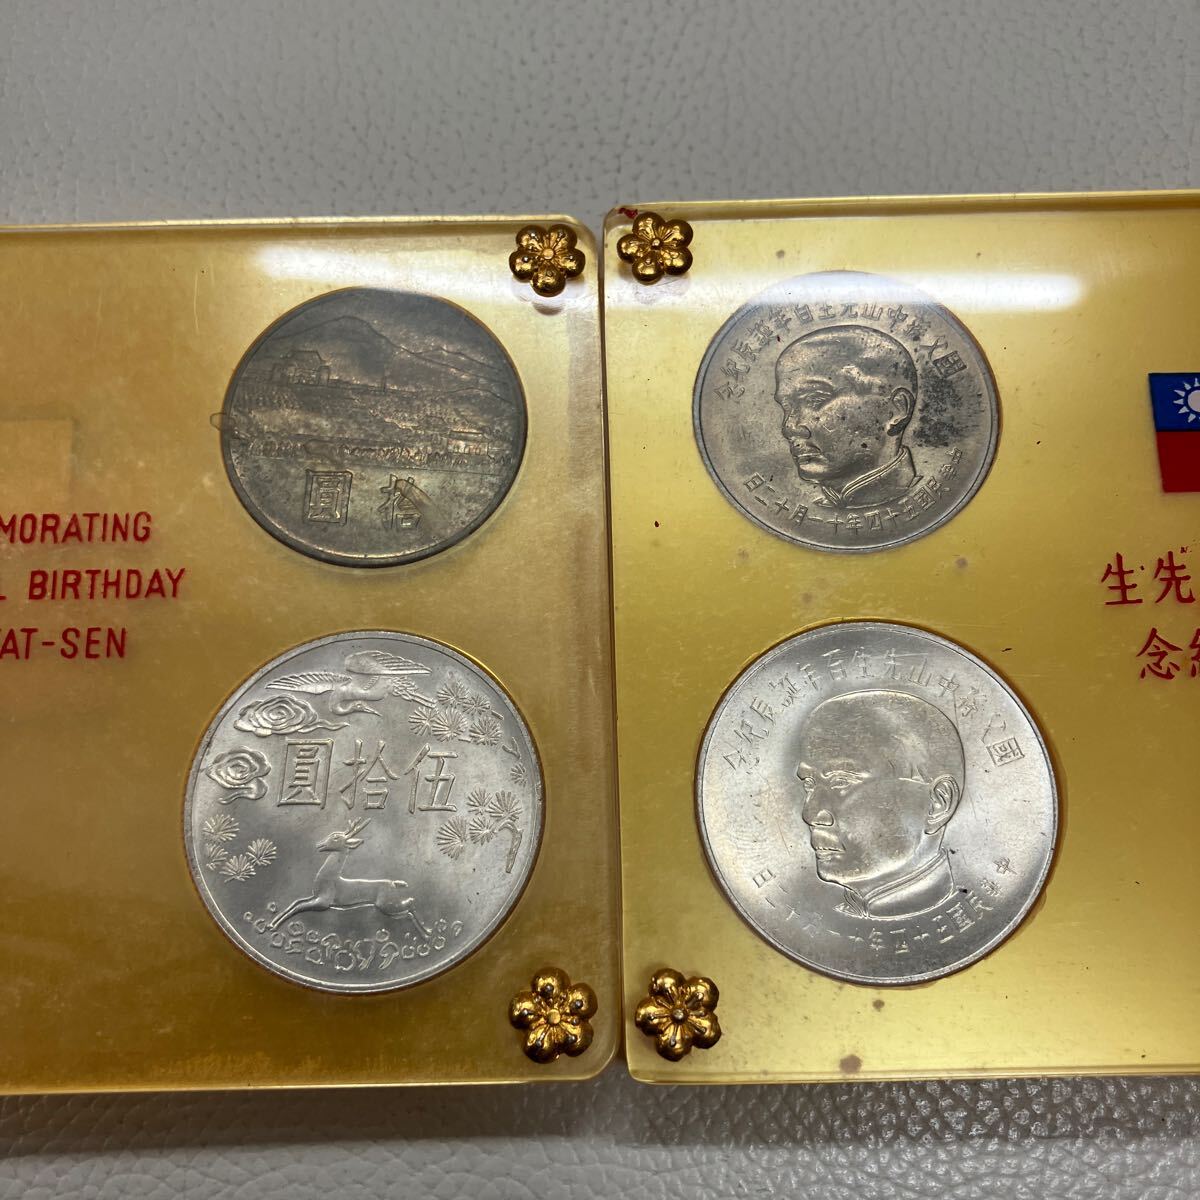 MORATING
L BIRTHDAY
AT-SEN
圓 拾
圓拾伍
國父孫中山先生百年誕辰紀念
中華民國五十四年十一月十二日
國父孫中山先生百年誕辰紀念
中華民國五十四年十一月十二日
生先
念紀